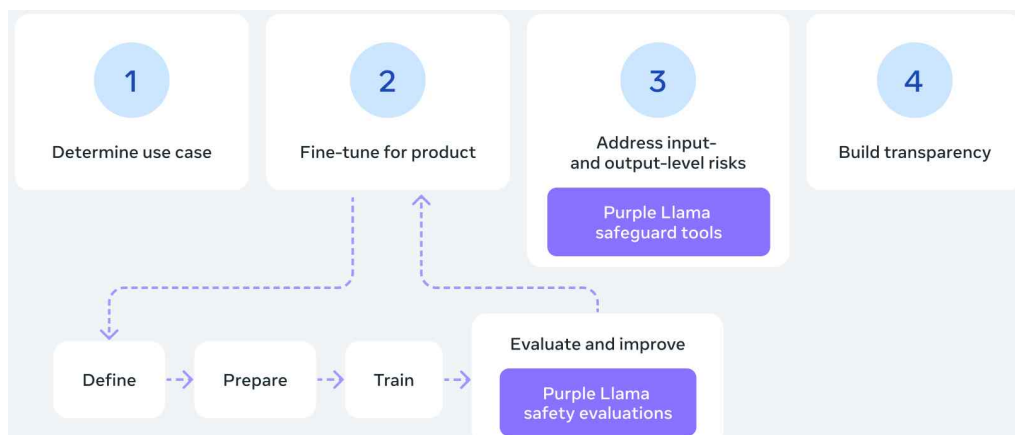 1
Determine use case
2
Fine-tune for product
3
Address input-
and output-level risks
Purple Llama
safeguard tools
4
Build transparency
Define
Prepare
Train
Evaluate and improve
Purple Llama
safety evaluations